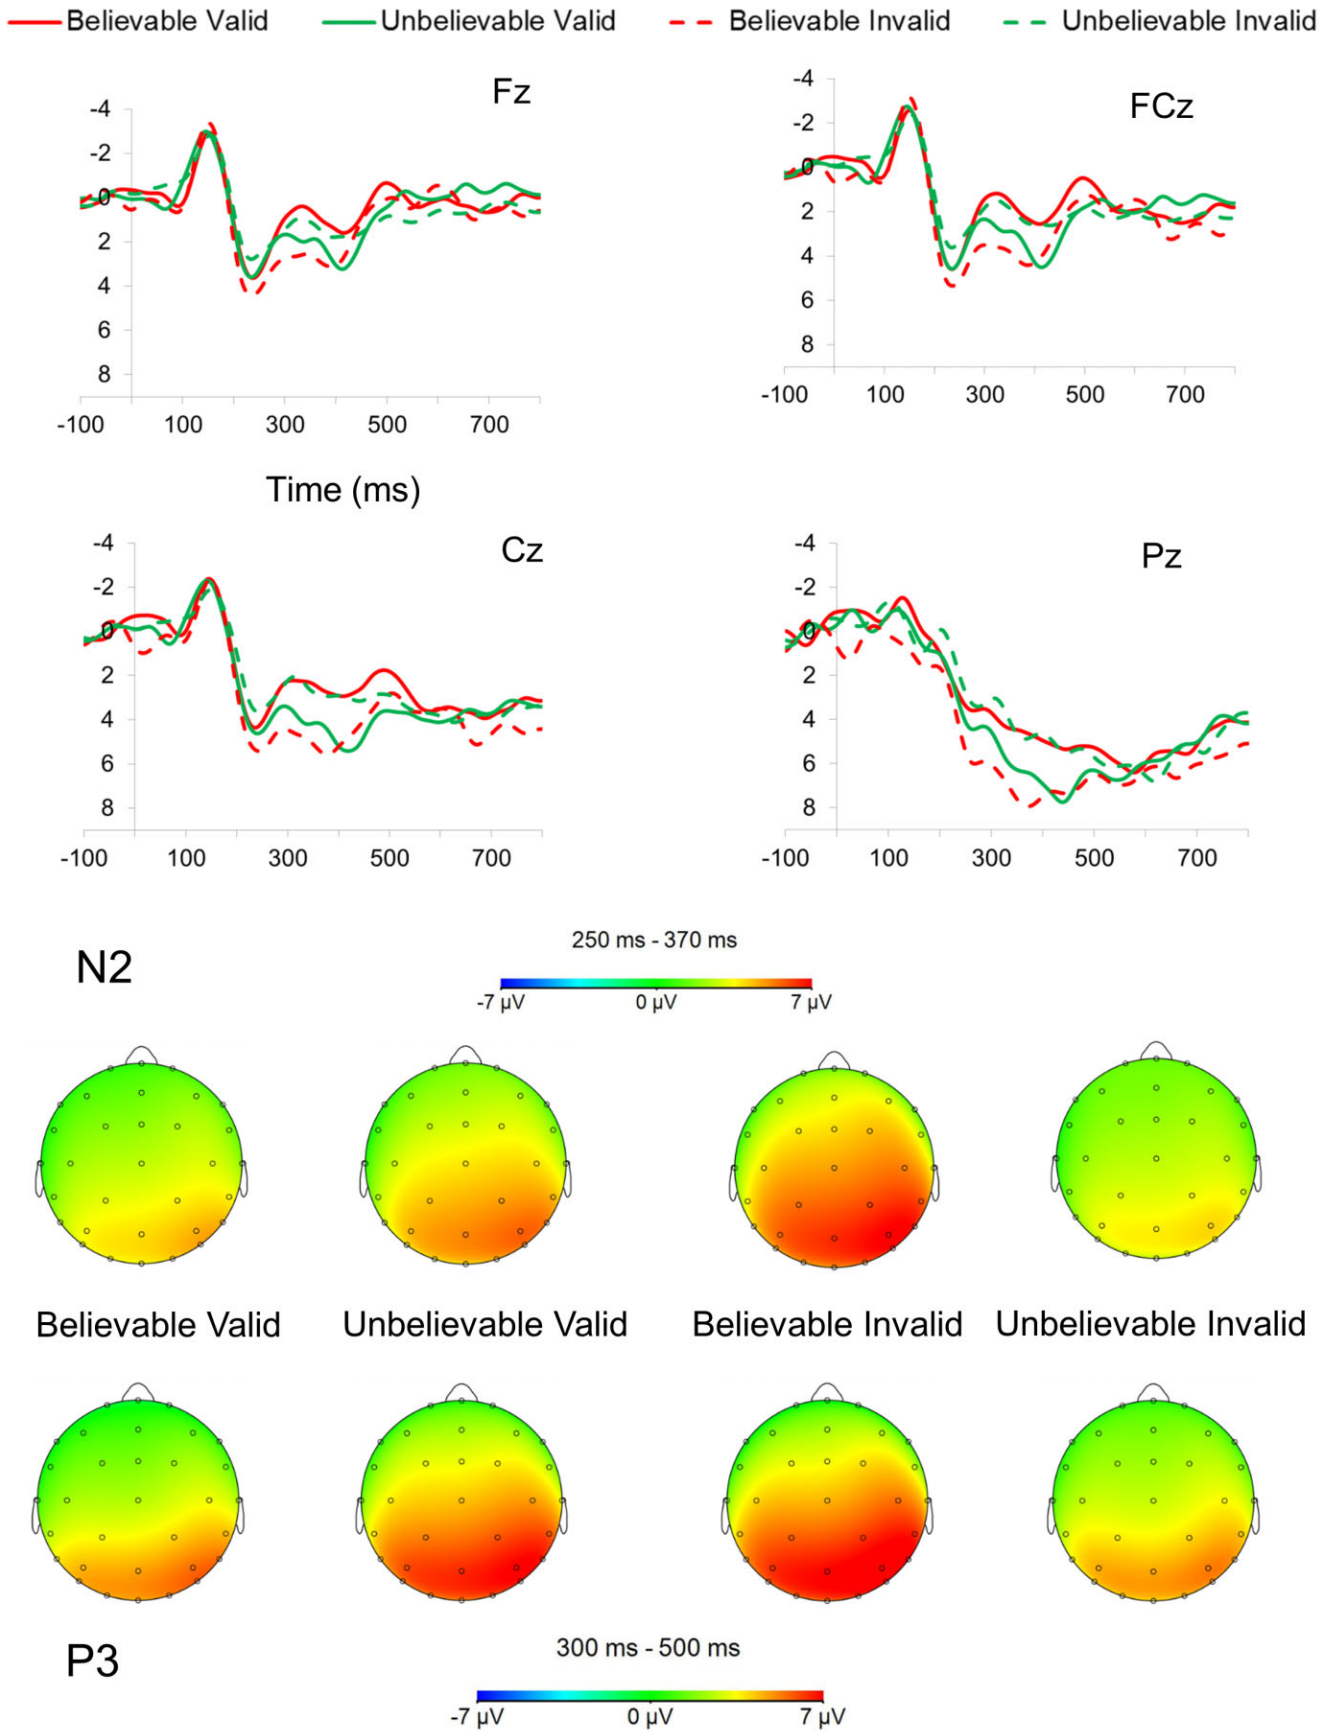 Believable Valid Unbelievable Valid Believable Invalid Unbelievable Invalid
Fz
-4
-2
0
2
4
6
8
-100 100 300 500 700
FCz
-4
-2
0
2
4
6
8
-100 100 300 500 700
Time (ms)
Cz
-4
-2
0
2
4
6
8
-100 100 300 500 700
Pz
-4
-2
0
2
4
6
8
-100 100 300 500 700
N2
250 ms - 370 ms
-7 µV 0 µV 7 µV
Believable Valid Unbelievable Valid Believable Invalid Unbelievable Invalid
P3
300 ms - 500 ms
-7 µV 0 µV 7 µV